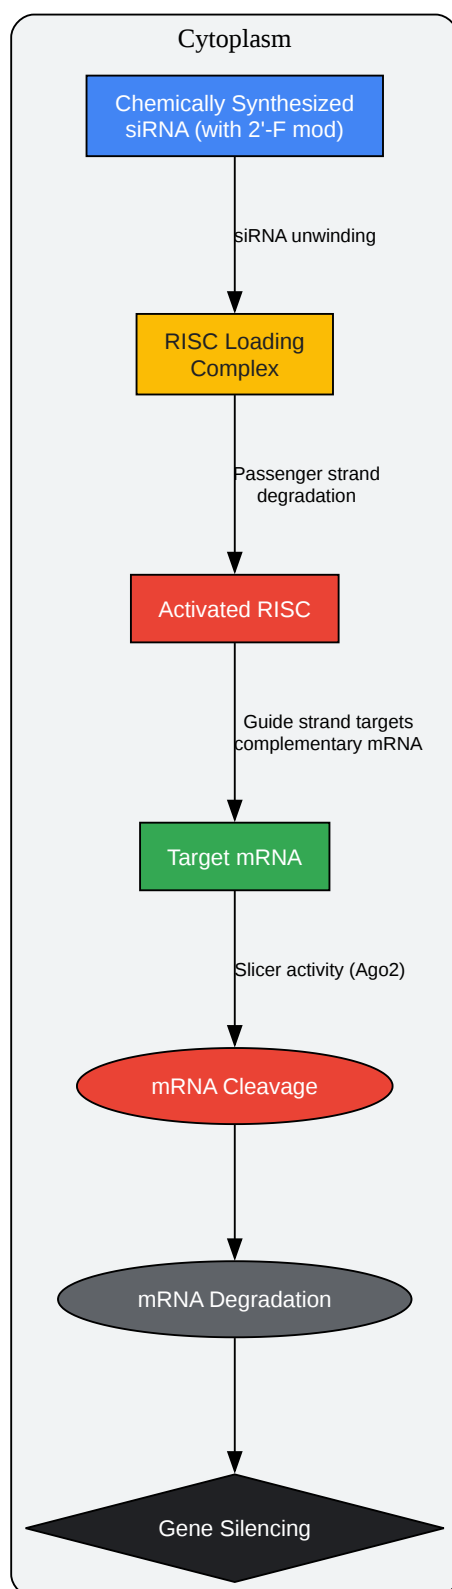 Cytoplasm
Chemically Synthesized
siRNA (with 2'-F mod)
siRNA unwinding
RISC Loading
Complex
Passenger strand
degradation
Activated RISC
Guide strand targets
complementary mRNA
Target mRNA
Slicer activity (Ago2)
mRNA Cleavage
mRNA Degradation
Gene Silencing